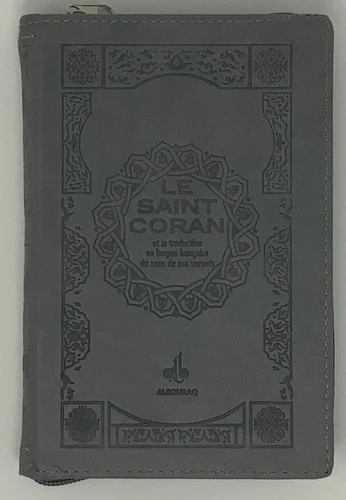 LE
SAINT
CORAN
et la traduction
en langue française
du sens de ses versets
ALBOURAQ